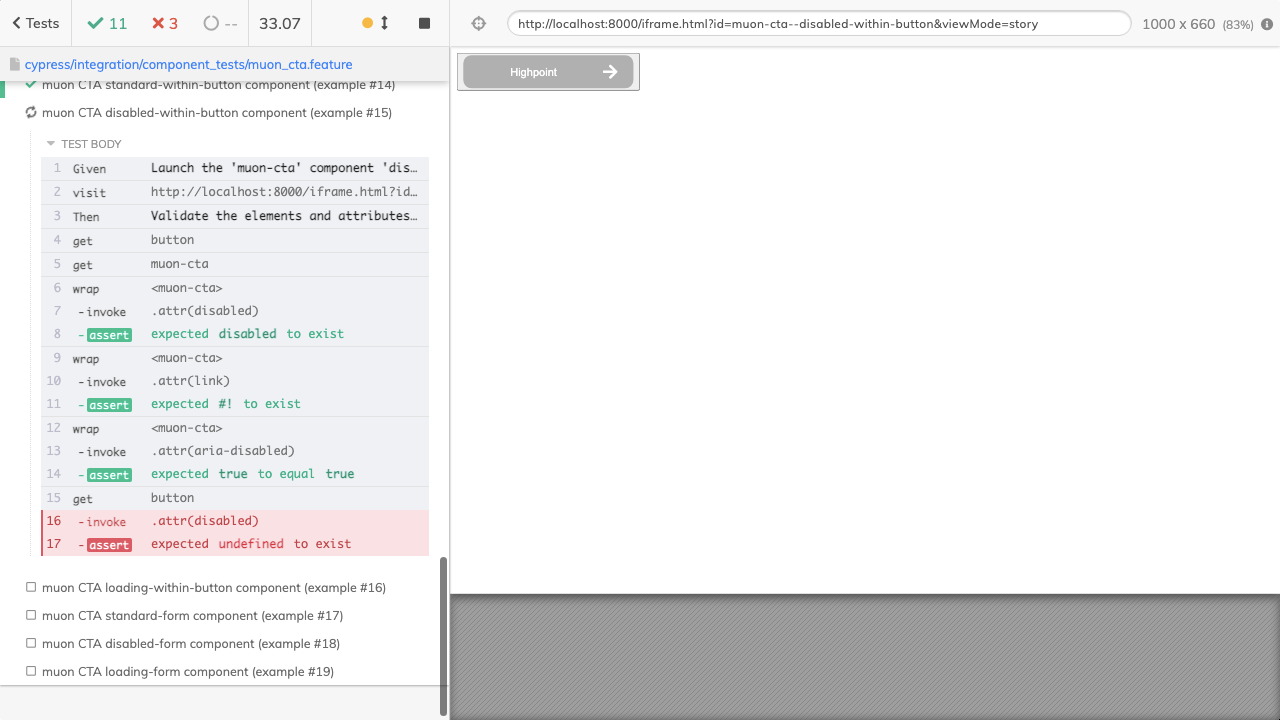 Tests
11
3
--
33.07
http://localhost:8000/iframe.html?id=muon-cta--disabled-within-button&viewMode=story
1000 x 660 (83%)
cypress/integration/component_tests/muon_cta.feature
muon CTA standard-within-button component (example #14)
muon CTA disabled-within-button component (example #15)
TEST BODY
1 Given Launch the 'muon-cta' component 'dis…
2 visit http://localhost:8000/iframe.html?id…
3 Then Validate the elements and attributes…
4 get button
5 get muon-cta
6 wrap <muon-cta>
7 -invoke .attr(disabled)
8 -assert expected disabled to exist
9 wrap <muon-cta>
10 -invoke .attr(link)
11 -assert expected #! to exist
12 wrap <muon-cta>
13 -invoke .attr(aria-disabled)
14 -assert expected true to equal true
15 get button
16 -invoke .attr(disabled)
17 -assert expected undefined to exist
muon CTA loading-within-button component (example #16)
muon CTA standard-form component (example #17)
muon CTA disabled-form component (example #18)
muon CTA loading-form component (example #19)
Highpoint